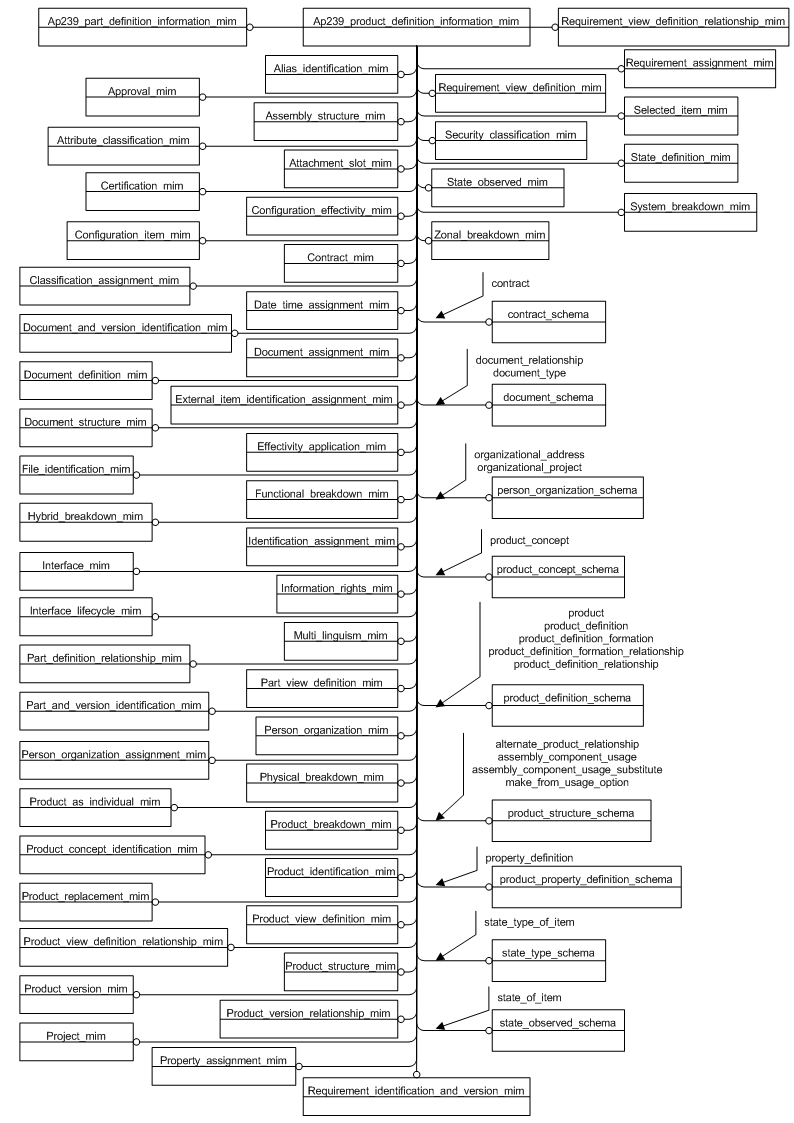 Ap239_part_definition_information_mim
Ap239_product_definition_information_mim
Requirement_view_definition_relationship_mim
Alias_identification_mim
Requirement_assignment_mim
Approval_mim
Requirement_view_definition_mim
Assembly_structure_mim
Selected_item_mim
Attribute_classification_mim
Security_classification_mim
Attachment_slot_mim
State_definition_mim
Certification_mim
State_observed_mim
Configuration_effectivity_mim
System_breakdown_mim
Configuration_item_mim
Zonal_breakdown_mim
Contract_mim
Classification_assignment_mim
contract
Date_time_assignment_mim
contract_schema
Document_and_version_identification_mim
Document_assignment_mim
document_relationship
document_type
Document_definition_mim
External_item_identification_assignment_mim
document_schema
Document_structure_mim
Effectivity_application_mim
organizational_address
organizational_project
File_identification_mim
Functional_breakdown_mim
person_organization_schema
Hybrid_breakdown_mim
Identification_assignment_mim
product_concept
Interface_mim
product_concept_schema
Information_rights_mim
Interface_lifecycle_mim
product
product_definition
product_definition_formation
product_definition_formation_relationship
product_definition_relationship
Multi_linguism_mim
Part_definition_relationship_mim
Part_view_definition_mim
product_definition_schema
Part_and_version_identification_mim
Person_organization_mim
alternate_product_relationship
assembly_component_usage
assembly_component_usage_substitute
make_from_usage_option
Person_organization_assignment_mim
Physical_breakdown_mim
Product_as_individual_mim
product_structure_schema
Product_breakdown_mim
Product_concept_identification_mim
property_definition
Product_identification_mim
product_property_definition_schema
Product_replacement_mim
Product_view_definition_mim
state_type_of_item
Product_view_definition_relationship_mim
state_type_schema
Product_structure_mim
Product_version_mim
state_of_item
Product_version_relationship_mim
state_observed_schema
Project_mim
Property_assignment_mim
Requirement_identification_and_version_mim